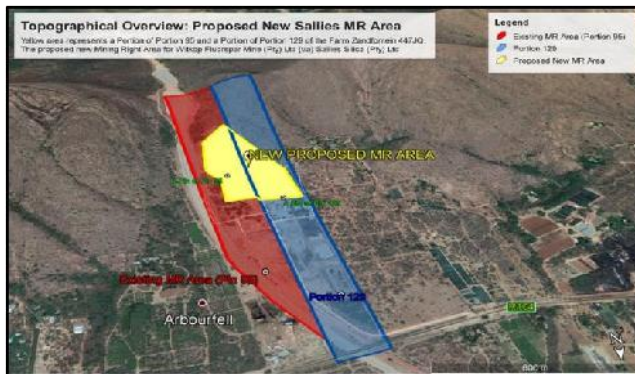 Topographical Overview: Proposed New Sallies MR Area
Yellow area represents a Portion of Portion 95 and a Portion of Portion 129 of the Farm Zandfontein 447JQ.
The proposed new Mining Right Area for Witkop Fluorspar Mine (Pty) Ltd (va) Sallies Silica (Pty) Ltd
Legend
Existing MR Area (Portion 95)
Portion 129
Proposed New MR Area
NEW PROPOSED MR AREA
Existing MR Area (Ptn 95)
Portion 129
Arbourfell
N
600 m